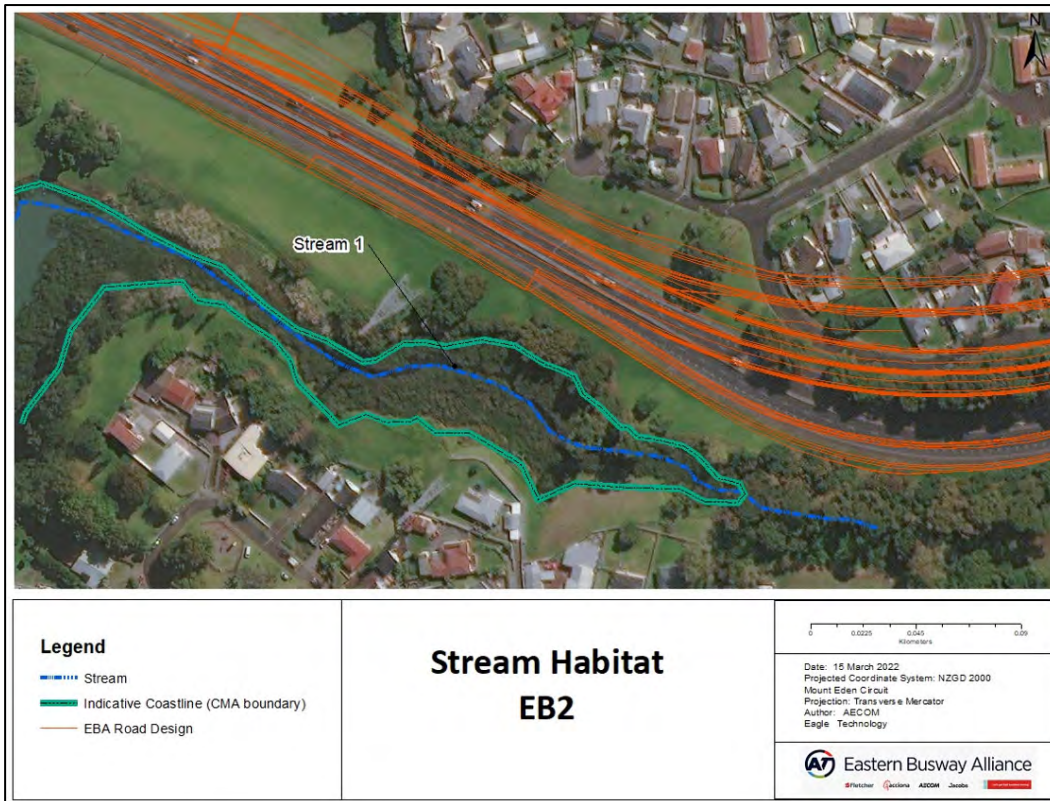 N
Stream 1
Legend
Stream
Indicative Coastline (CMA boundary)
EBA Road Design
Stream Habitat
EB2
0 0.0225 0.045 0.09
Kilometers
Date: 15 March 2022
Projected Coordinate System: NZGD 2000
Mount Eden Circuit
Projection: Transverse Mercator
Author: AECOM
Eagle Technology
AT Eastern Busway Alliance
Fletcher acciona AECOM Jacobs